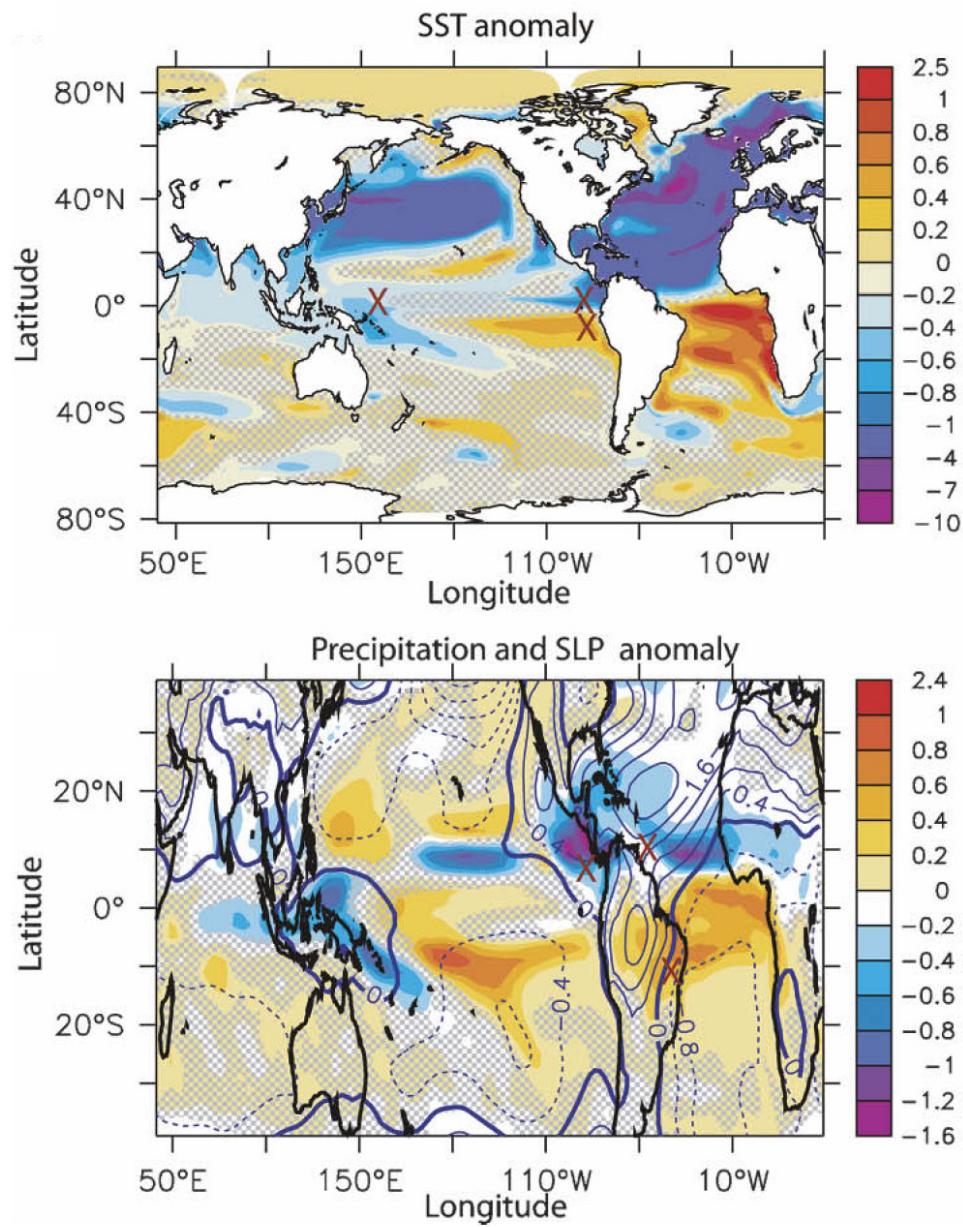 SST anomaly
80°N
40°N
0°
40°S
80°S
Latitude
50°E
150°E
110°W
10°W
Longitude
2.5
1
0.8
0.6
0.4
0.2
0
−0.2
−0.4
−0.6
−0.8
−1
−4
−7
−10
X
X
X
Precipitation and SLP anomaly
20°N
0°
20°S
Latitude
50°E
150°E
110°W
10°W
Longitude
2.4
1
0.8
0.6
0.4
0.2
0
−0.2
−0.4
−0.6
−0.8
−1
−1.2
−1.6
1.6
0.4
0
−0.4
0
0.8
0
X
X
X